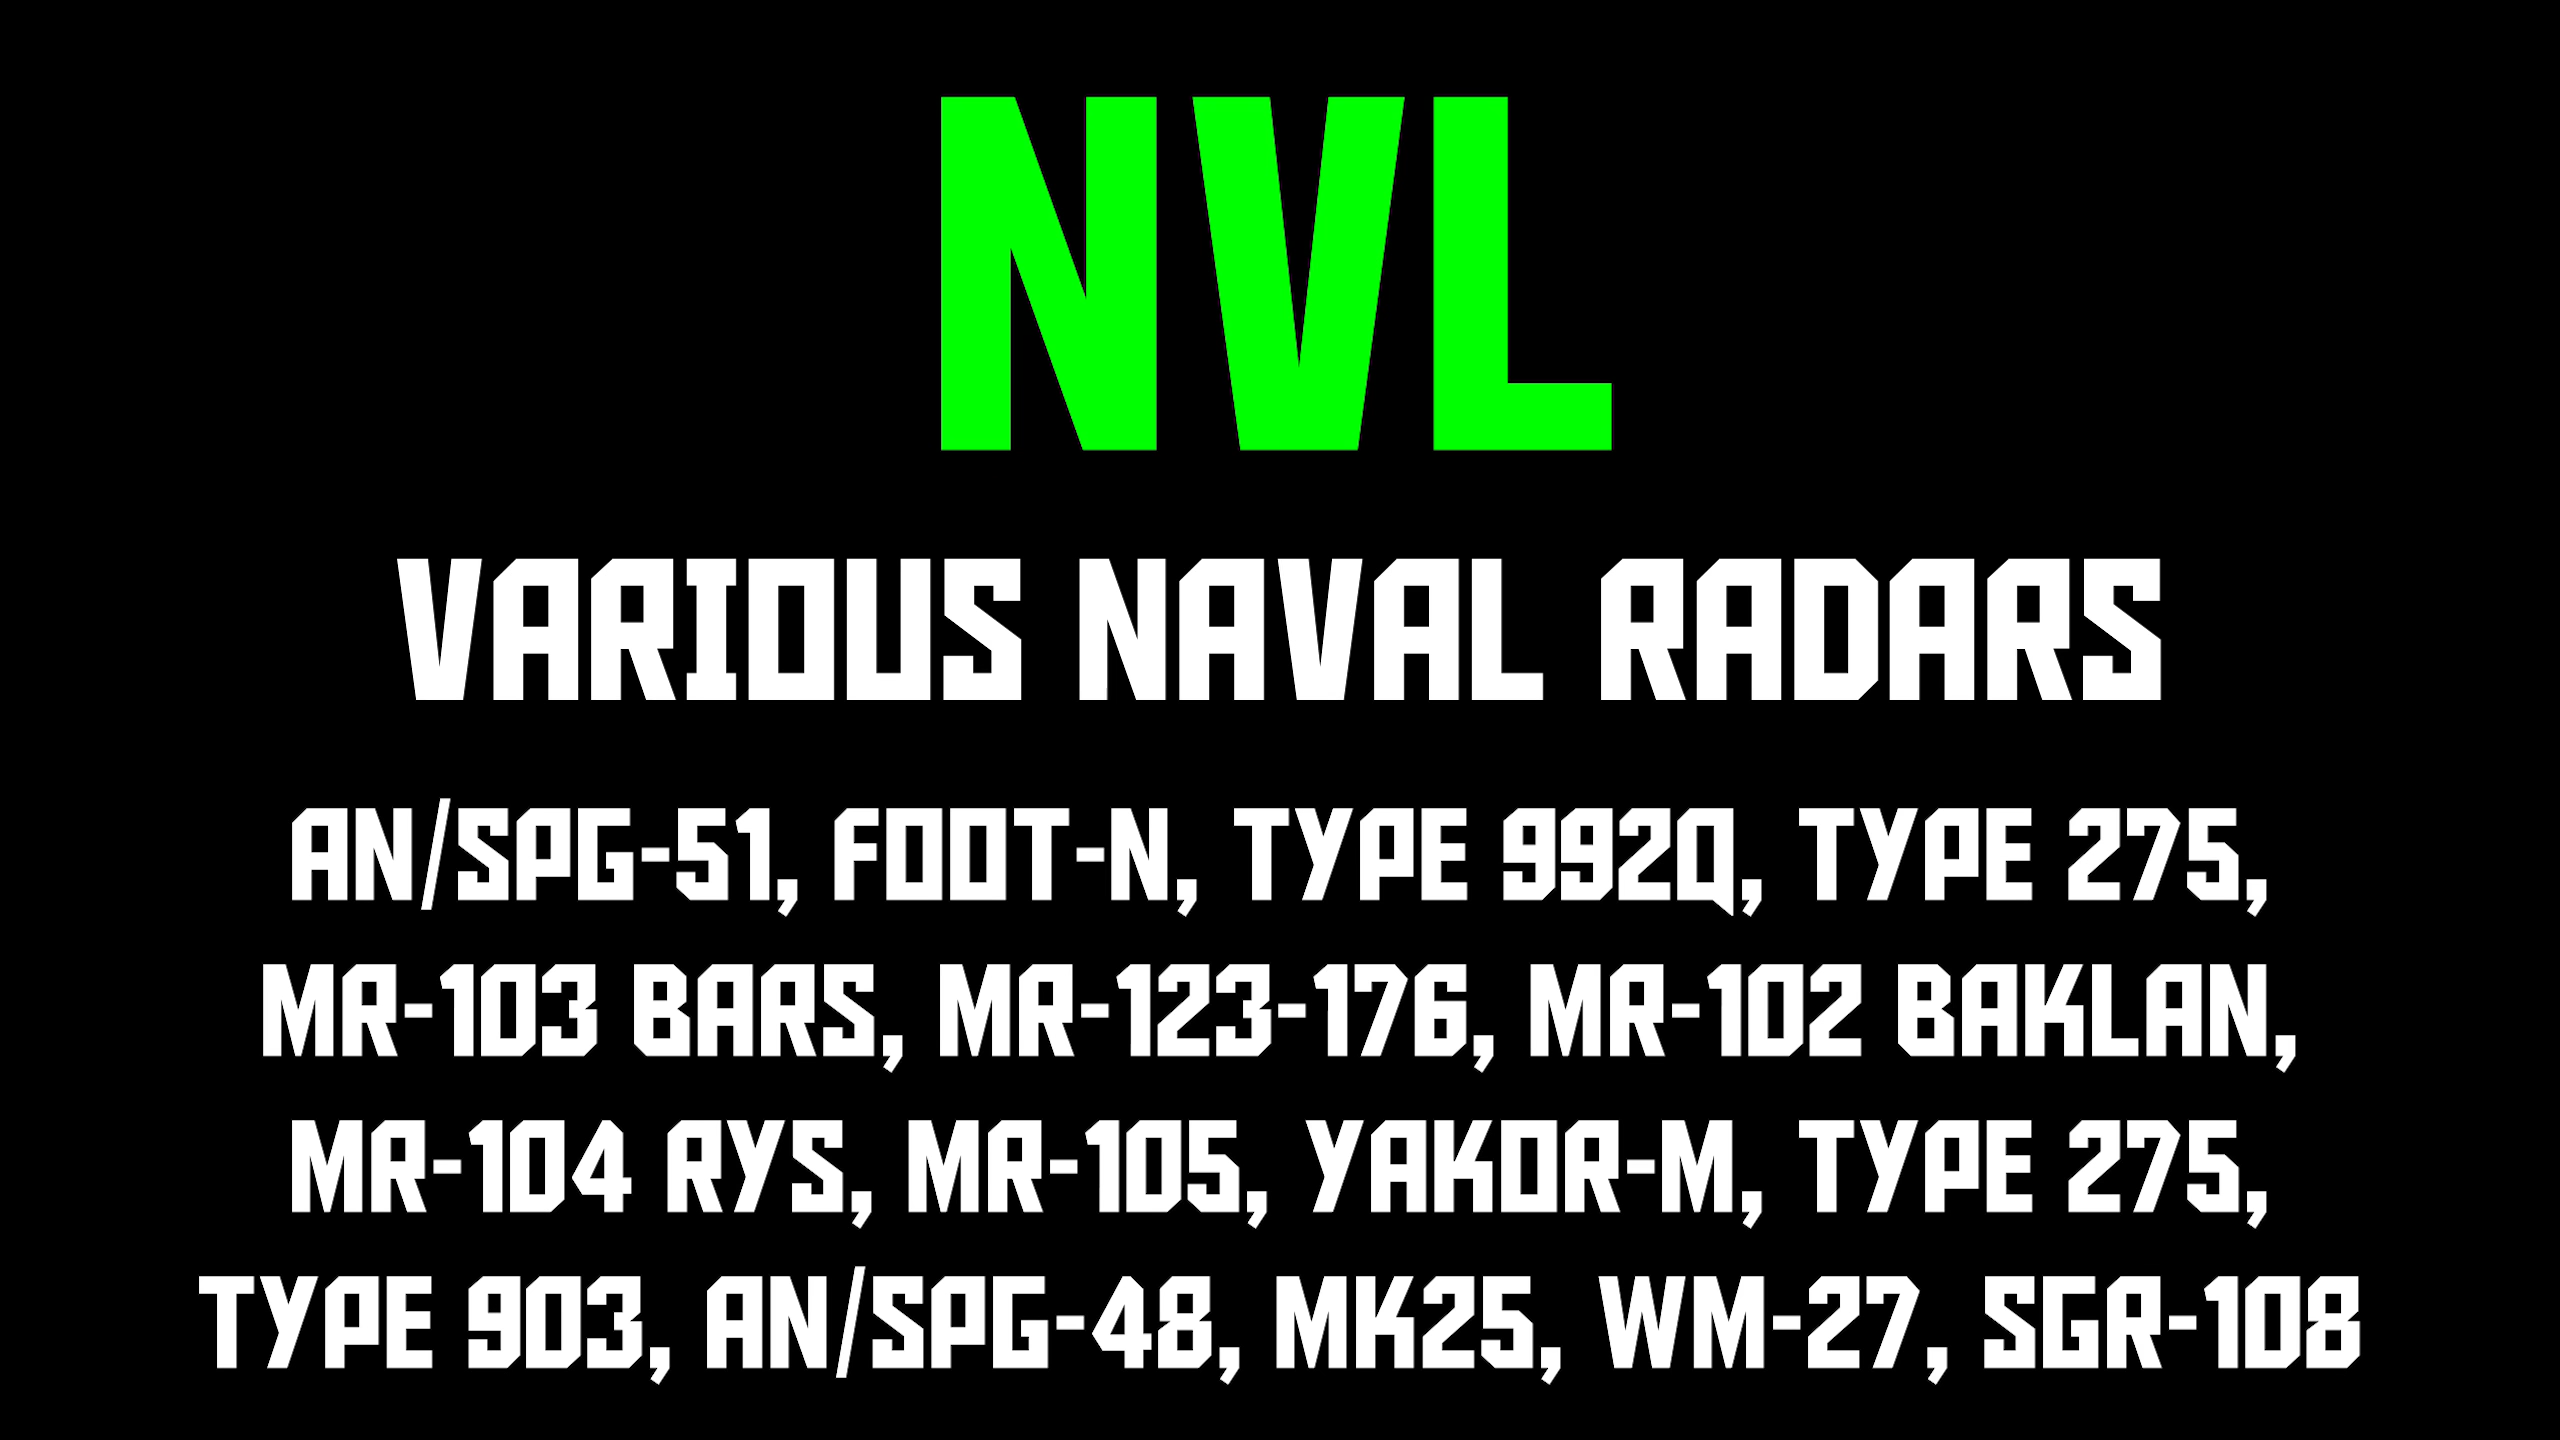 NVL
VARIOUS NAVAL RADARS
AN/SPG-51, FOOT-N, TYPE 992Q, TYPE 275,
MR-103 BARS, MR-123-176, MR-102 BAKLAN,
MR-104 RYS, MR-105, YAKOR-M, TYPE 275,
TYPE 903, AN/SPG-48, MK25, WM-27, SGR-108